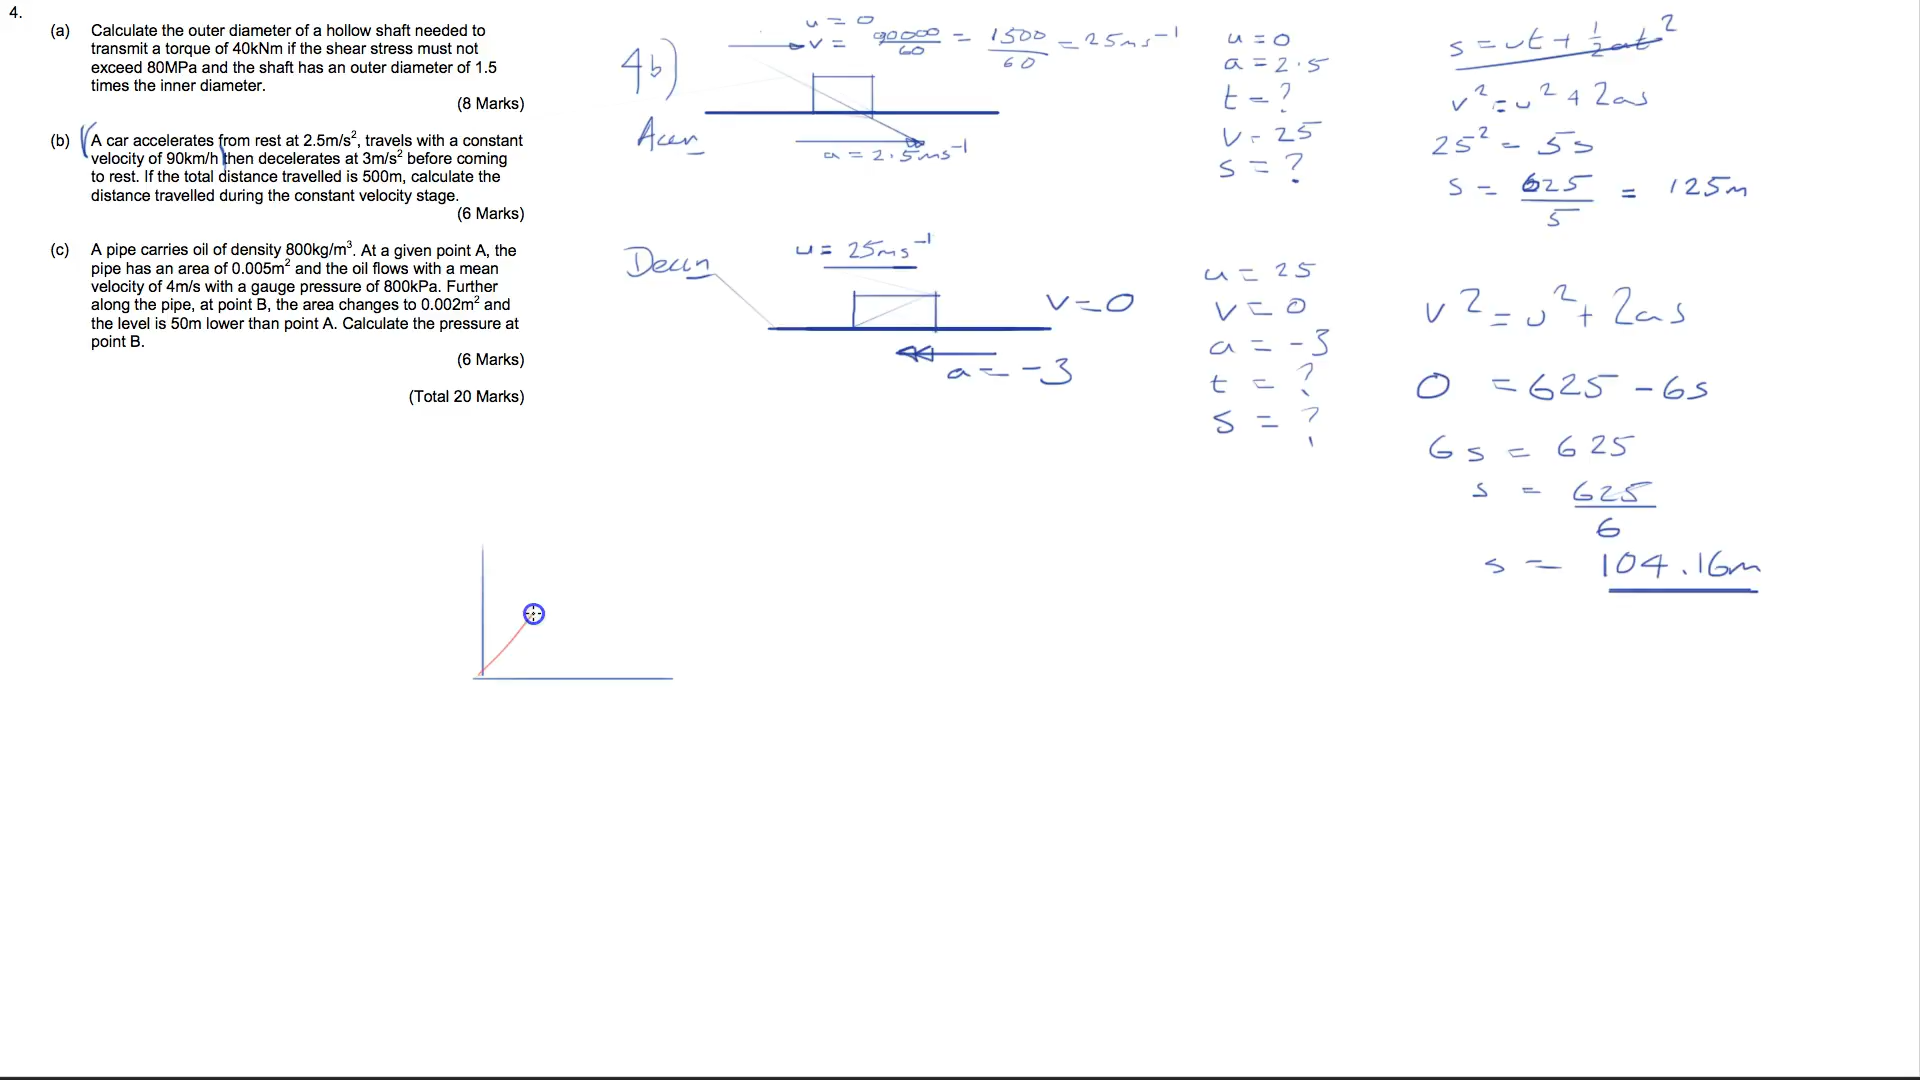 4.
(a) Calculate the outer diameter of a hollow shaft needed to
transmit a torque of 40kNm if the shear stress must not
exceed 80MPa and the shaft has an outer diameter of 1.5
times the inner diameter.
(8 Marks)
(b) A car accelerates from rest at 2.5m/s², travels with a constant
velocity of 90km/h then decelerates at 3m/s² before coming
to rest. If the total distance travelled is 500m, calculate the
distance travelled during the constant velocity stage.
(6 Marks)
(c) A pipe carries oil of density 800kg/m³. At a given point A, the
pipe has an area of 0.005m² and the oil flows with a mean
velocity of 4m/s with a gauge pressure of 800kPa. Further
along the pipe, at point B, the area changes to 0.002m² and
the level is 50m lower than point A. Calculate the pressure at
point B.
(6 Marks)
(Total 20 Marks)
4b)
u = 0
v = 90000/60 = 1500/60 = 25ms⁻¹
a = 2.5ms⁻¹
u = 0
a = 2.5
t = ?
v = 25
s = ?
s = ut + ½at²
v² = u² + 2as
25² = 5s
s = 625/5 = 125m
u = 25ms⁻¹
v = 0
a = -3
u = 25
v = 0
a = -3
t = ?
s = ?
v² = u² + 2as
0 = 625 - 6s
6s = 625
s = 625/6
s = 104.16m